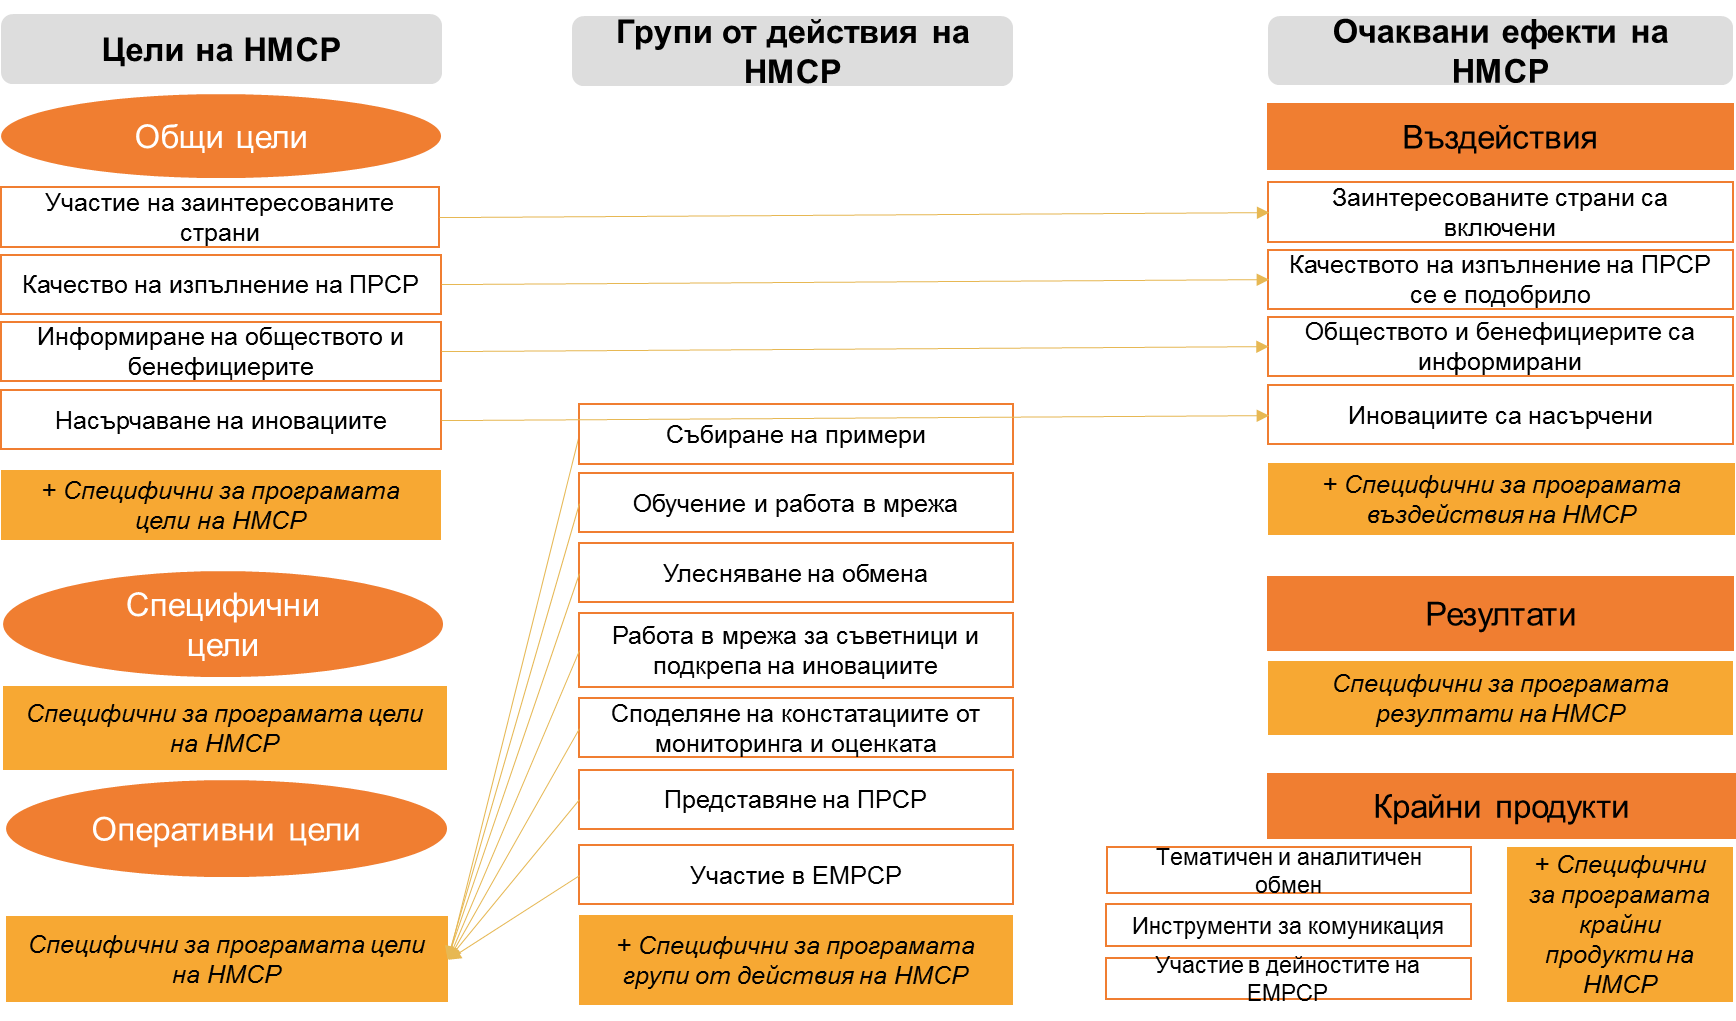 Цели на НМСР
Общи цели
Участие на заинтересованите
страни
Качество на изпълнение на ПРСР
Информиране на обществото и
бенефициерите
Насърчаване на иновациите
+ Специфични за програмата
цели на НМСР
Специфични
цели
Специфични за програмата цели
на НМСР
Оперативни цели
Специфични за програмата цели
на НМСР
Групи от действия на
НМСР
Събиране на примери
Обучение и работа в мрежа
Улесняване на обмена
Работа в мрежа за съветници и
подкрепа на иновациите
Споделяне на констатациите от
мониторинга и оценката
Представяне на ПРСР
Участие в ЕМРСР
+ Специфични за програмата
групи от действия на НМСР
Очаквани ефекти на
НМСР
Въздействия
Заинтересованите страни са
включени
Качеството на изпълнение на ПРСР
се е подобрило
Обществото и бенефициерите са
информирани
Иновациите са насърчени
+ Специфични за програмата
въздействия на НМСР
Резултати
Специфични за програмата
резултати на НМСР
Крайни продукти
Тематичен и аналитичен
обмен
Инструменти за комуникация
Участие в дейностите на
ЕМРСР
+ Специфични
за програмата
крайни
продукти на
НМСР